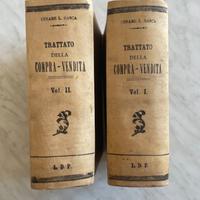 CESARE L. GASCA
TRATTATO
DELLA
COMPRA-VENDITA
Vol. II.
L. D. F.
CESARE L. GASCA
TRATTATO
DELLA
COMPRA-VENDITA
Vol. I.
L. D. F.